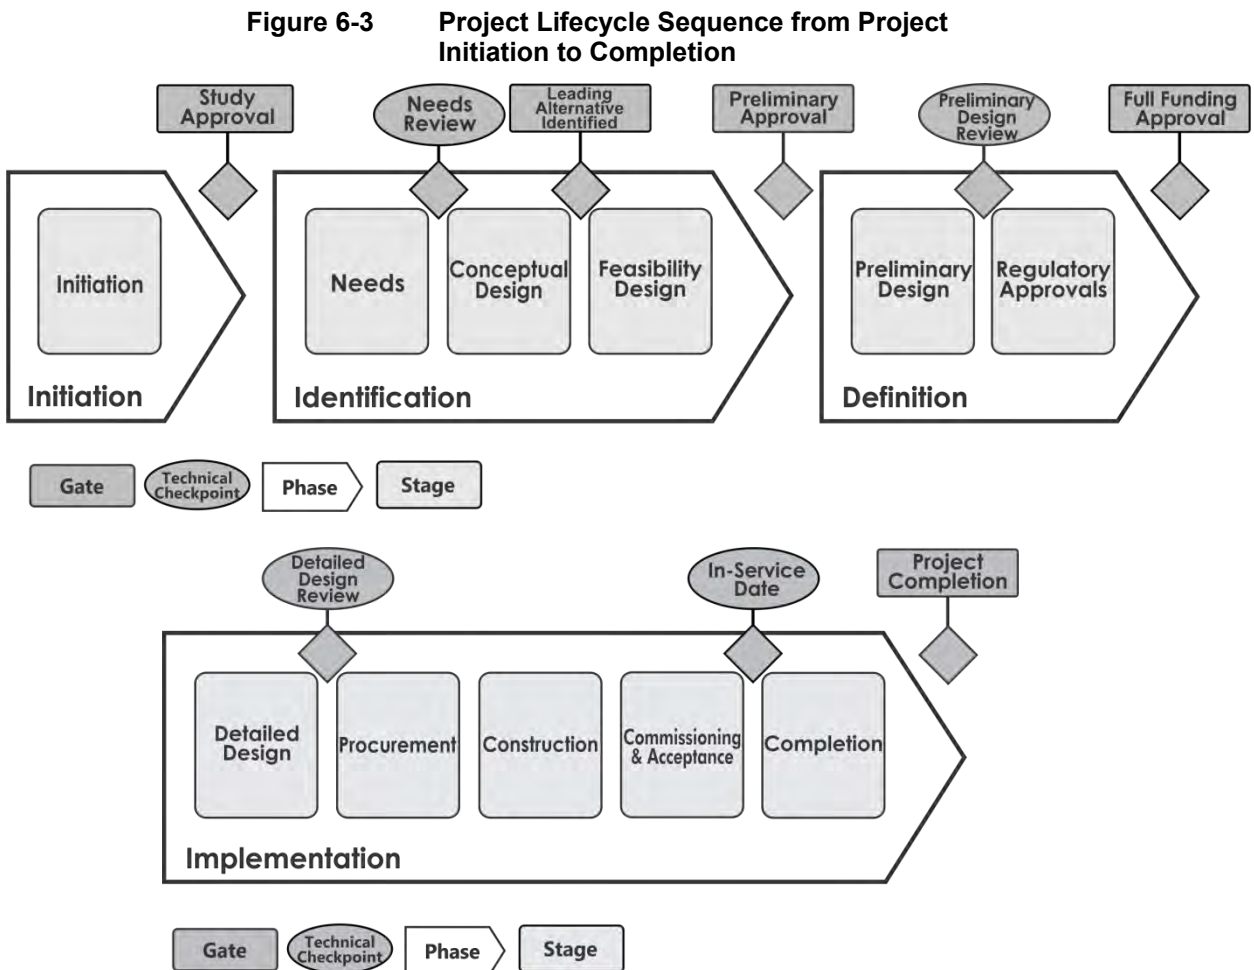 Figure 6-3 Project Lifecycle Sequence from Project
Initiation to Completion
Study
Approval
Needs
Review
Leading
Alternative
Identified
Preliminary
Approval
Preliminary
Design
Review
Full Funding
Approval
Initiation
Needs
Conceptual
Design
Feasibility
Design
Preliminary
Design
Regulatory
Approvals
Initiation
Identification
Definition
Gate
Technical
Checkpoint
Phase
Stage
Detailed
Design
Review
In-Service
Date
Project
Completion
Detailed
Design
Procurement
Construction
Commissioning
& Acceptance
Completion
Implementation
Gate
Technical
Checkpoint
Phase
Stage